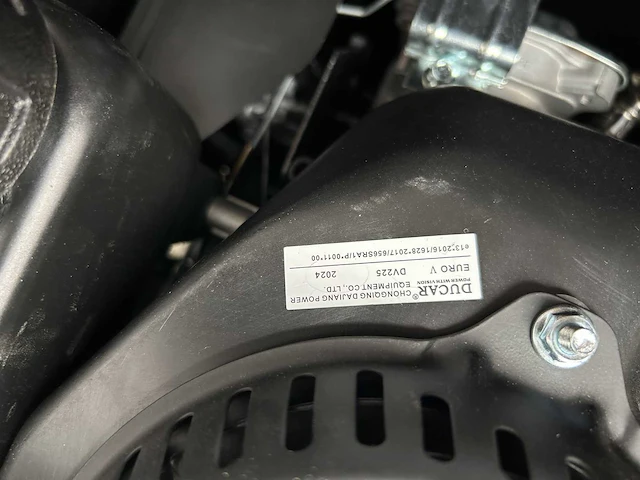 DUCAR® CHONGQING DAJIANG POWER
POWER WITH VISION EQUIPMENT CO., LTD.
EURO V DV225 2024
e13*2016/1628*2017/656SRA1/P*0011*00